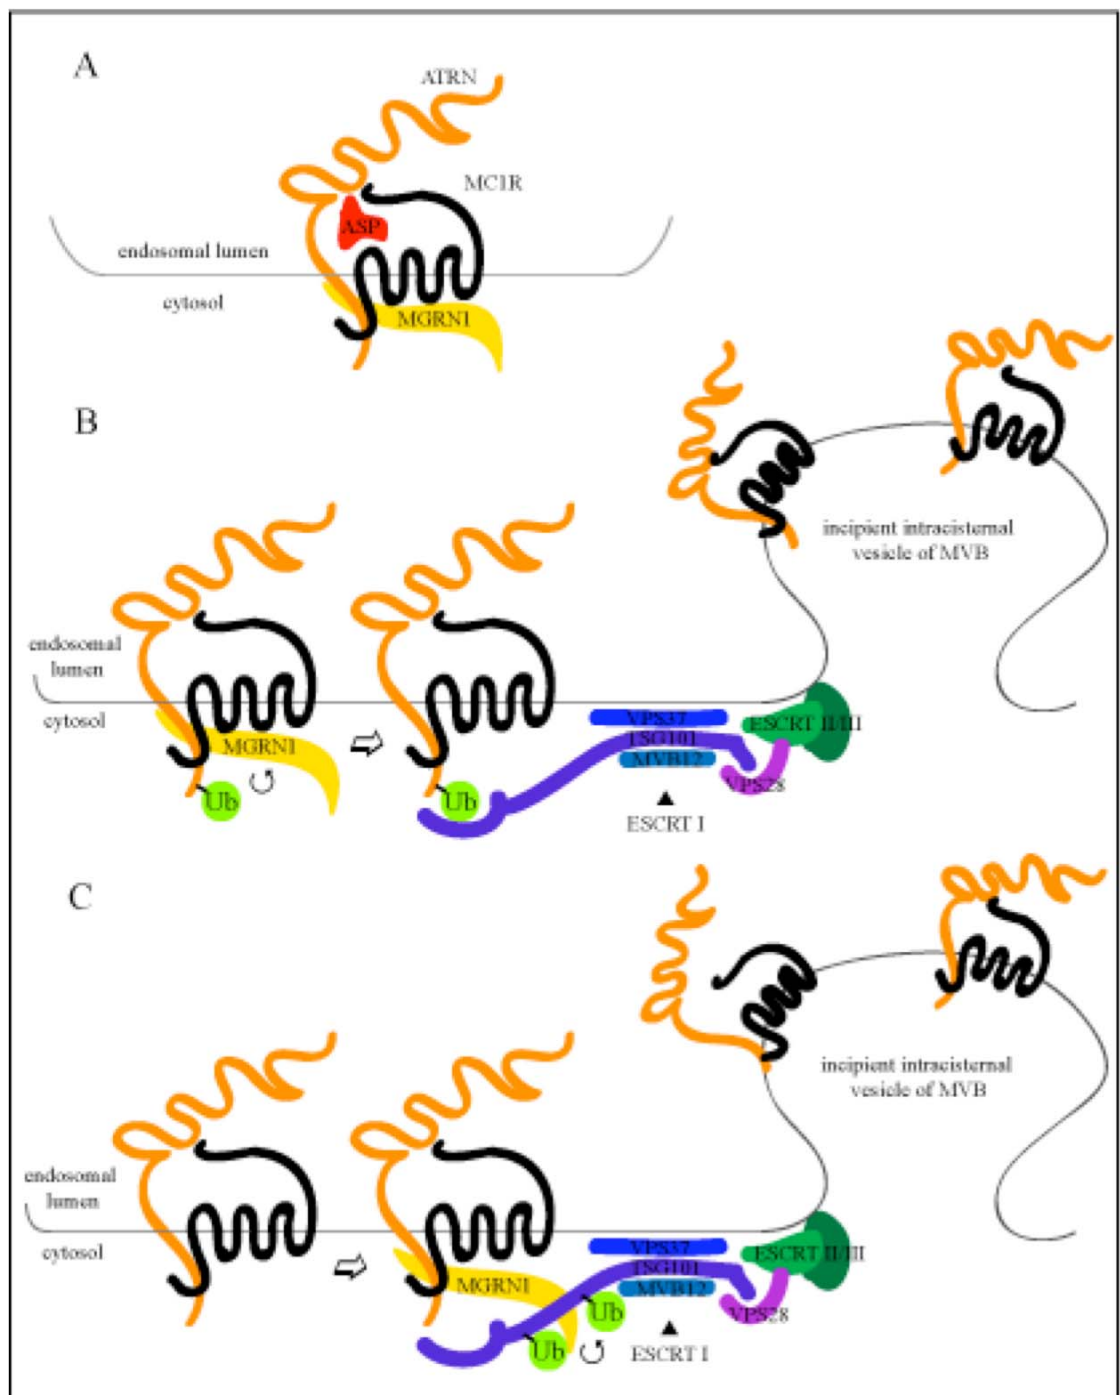 A
ATRN
MC1R
ASP
endosomal lumen
cytosol
MGRN1
B
incipient intracisternal
vesicle of MVB
endosomal
lumen
cytosol
MGRN1
Ub
Ub
VPS37
TSG101
MVB12
ESCRT II/III
VPS28
ESCRT I
C
incipient intracisternal
vesicle of MVB
endosomal
lumen
cytosol
MGRN1
VPS37
TSG101
MVB12
ESCRT II/III
VPS28
Ub
Ub
ESCRT I